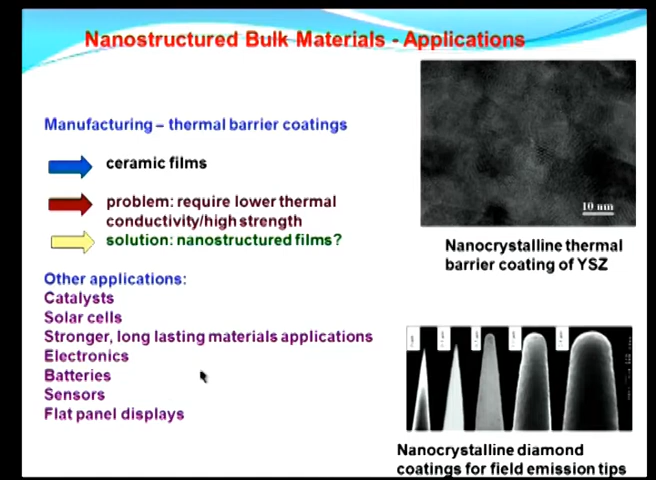 Nanostructured Bulk Materials - Applications
Manufacturing – thermal barrier coatings
ceramic films
problem: require lower thermal
conductivity/high strength
solution: nanostructured films?
Other applications:
Catalysts
Solar cells
Stronger, long lasting materials applications
Electronics
Batteries
Sensors
Flat panel displays
10 nm
Nanocrystalline thermal
barrier coating of YSZ
Nanocrystalline diamond
coatings for field emission tips